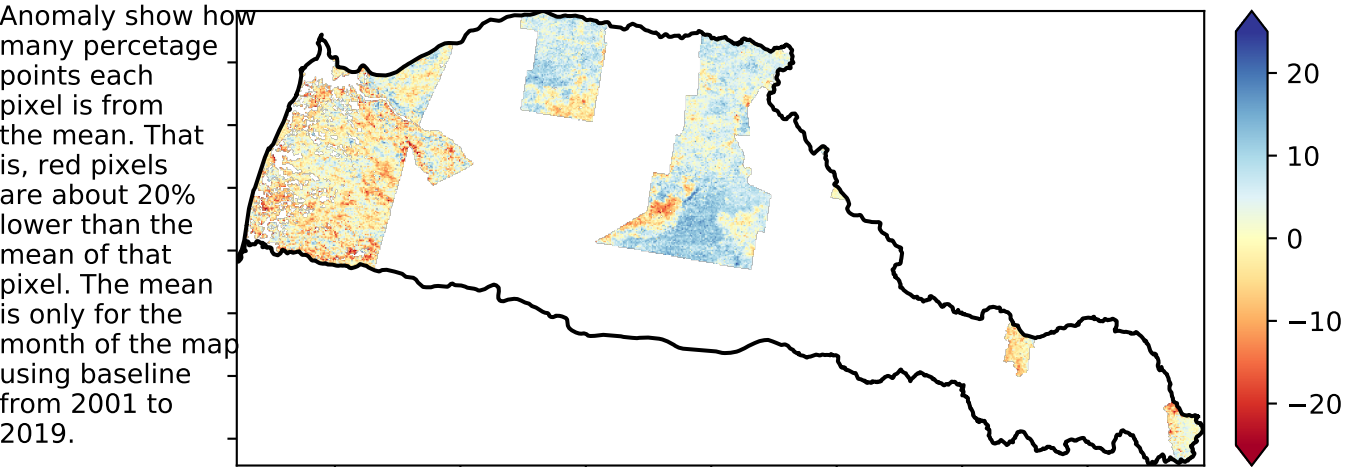 Anomaly show how
many percetage
points each
pixel is from
the mean. That
is, red pixels
are about 20%
lower than the
mean of that
pixel. The mean
is only for the
month of the map
using baseline
from 2001 to
2019.
20
10
0
−10
−20